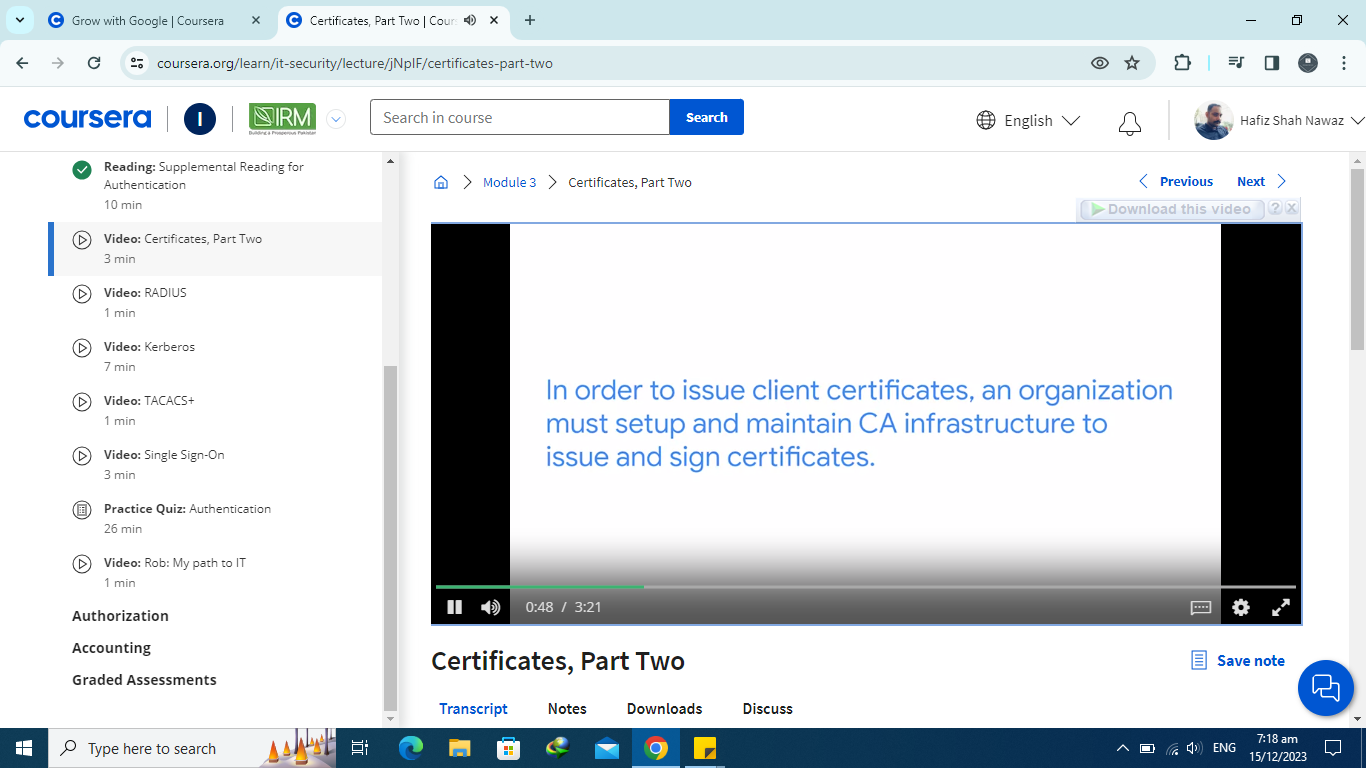 Grow with Google | Coursera
Certificates, Part Two | Cour
coursera.org/learn/it-security/lecture/jNpIF/certificates-part-two
coursera
I
IRM
Building a Prosperous Pakistan
Search in course
Search
English
Hafiz Shah Nawaz
Reading: Supplemental Reading for
Authentication
10 min
Video: Certificates, Part Two
3 min
Video: RADIUS
1 min
Video: Kerberos
7 min
Video: TACACS+
1 min
Video: Single Sign-On
3 min
Practice Quiz: Authentication
26 min
Video: Rob: My path to IT
1 min
Authorization
Accounting
Graded Assessments
Module 3
Certificates, Part Two
Previous
Next
Download this video
?
In order to issue client certificates, an organization
must setup and maintain CA infrastructure to
issue and sign certificates.
0:48 / 3:21
Certificates, Part Two
Save note
Transcript
Notes
Downloads
Discuss
Type here to search
ENG
7:18 am
15/12/2023